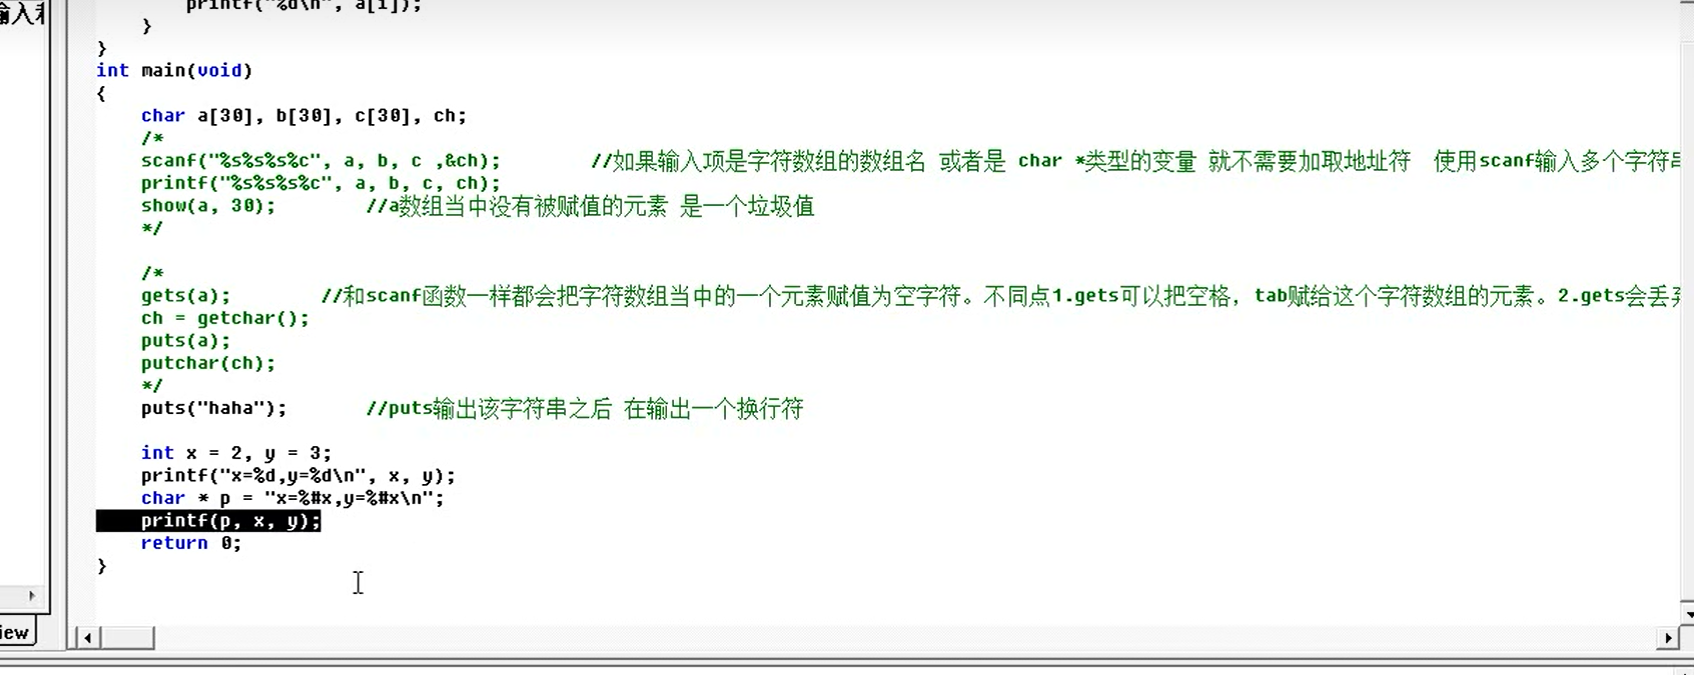 输入
printf("%d\n", a[i]);
}
}
int main(void)
{
char a[30], b[30], c[30], ch;
/*
scanf("%s%s%s%c", a, b, c ,&ch);        //如果输入项是字符数组的数组名 或者是 char *类型的变量 就不需要加取地址符  使用scanf输入多个字符串
printf("%s%s%s%c", a, b, c, ch);
show(a, 30);        //a数组当中没有被赋值的元素 是一个垃圾值
*/
/*
gets(a);        //和scanf函数一样都会把字符数组当中的一个元素赋值为空字符。不同点1.gets可以把空格，tab赋给这个字符数组的元素。2.gets会丢弃
ch = getchar();
puts(a);
putchar(ch);
*/
puts("haha");       //puts输出该字符串之后 在输出一个换行符
int x = 2, y = 3;
printf("x=%d,y=%d\n", x, y);
char * p = "x=%#x,y=%#x\n";
printf(p, x, y);
return 0;
}
iew